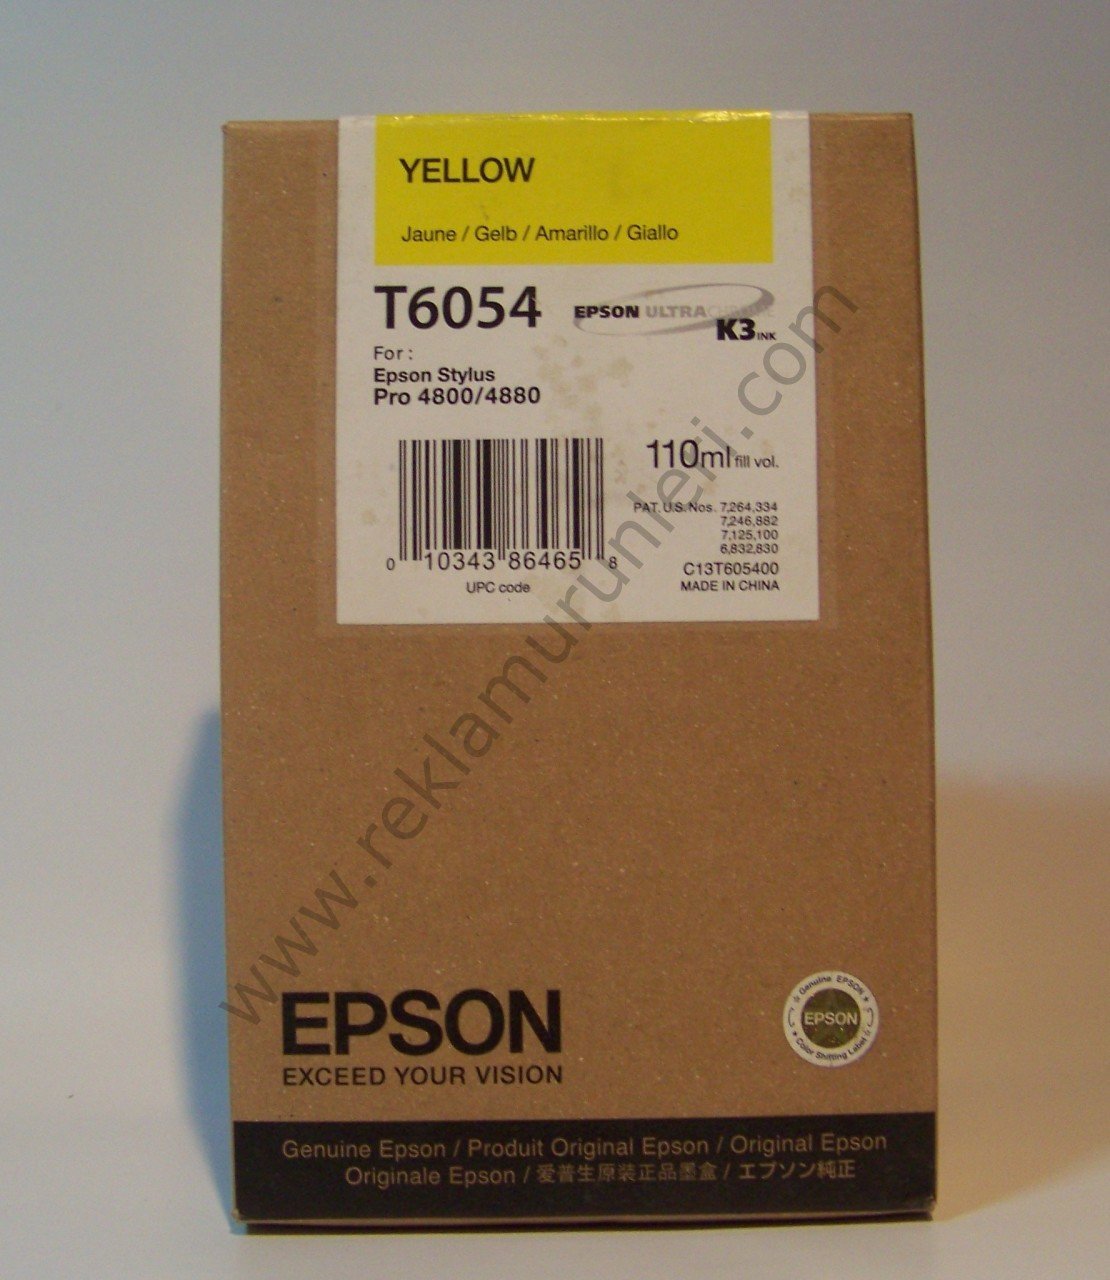 YELLOW
Jaune / Gelb / Amarillo / Giallo
T6054
EPSON ULTRACHROME
K3 INK
For :
Epson Stylus
Pro 4800/4880
110ml fill vol.
PAT. U.S. Nos. 7,264,334
7,246,882
7,125,100
6,832,830
0 10343 86465 8
C13T605400
UPC code
MADE IN CHINA
www.reklamurunleri.com
EPSON
EXCEED YOUR VISION
Genuine EPSON
EPSON
Color Shifting Label
Genuine Epson / Produit Original Epson / Original Epson
Originale Epson / 爱普生原装正品墨盒 / エプソン純正